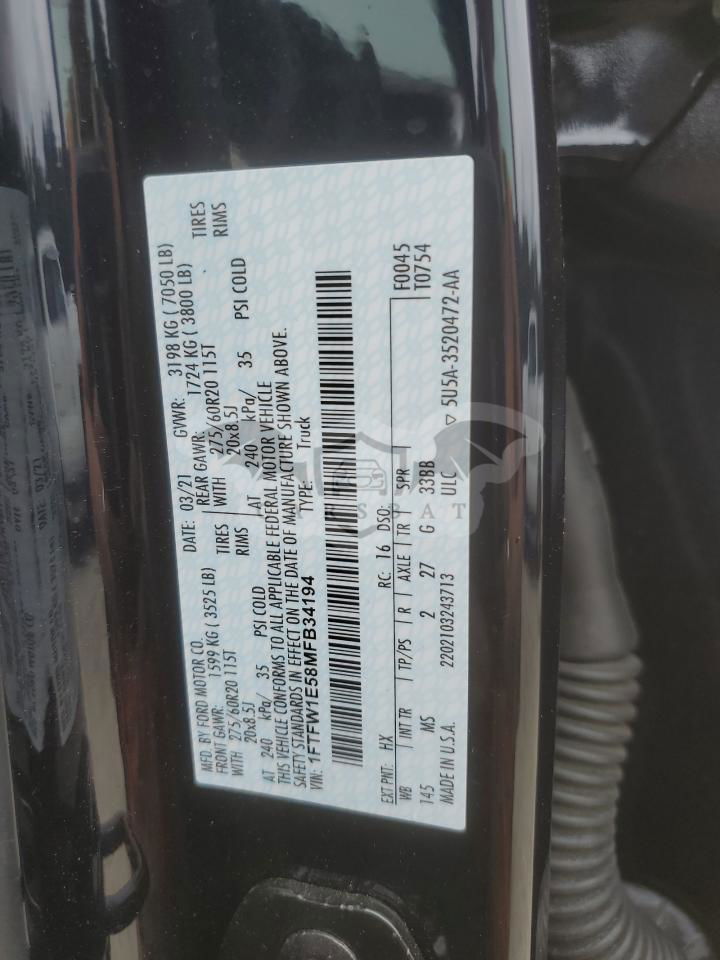 MFD. BY FORD MOTOR CO. DATE: 03/21 GVWR: 3198 KG ( 7050 LB)
FRONT GAWR: 1599 KG ( 3525 LB) REAR GAWR: 1724 KG ( 3800 LB)
WITH 275/60R20 115T TIRES WITH 275/60R20 115T TIRES
20x8.5J RIMS 20x8.5J RIMS
AT 240 kPa/ 35 PSI COLD AT 240 kPa/ 35 PSI COLD
THIS VEHICLE CONFORMS TO ALL APPLICABLE FEDERAL MOTOR VEHICLE
SAFETY STANDARDS IN EFFECT ON THE DATE OF MANUFACTURE SHOWN ABOVE.
VIN: 1FTFW1E58MFB34194 TYPE: Truck
EXT PNT: HX RC: 16 DSO: F0045
WB INT TR TP/PS R AXLE TR SPR T0754
145 MS 2 27 G 33BB
2202103243713 ULC
MADE IN U.S.A. ▽ 5U5A-3520472-AA